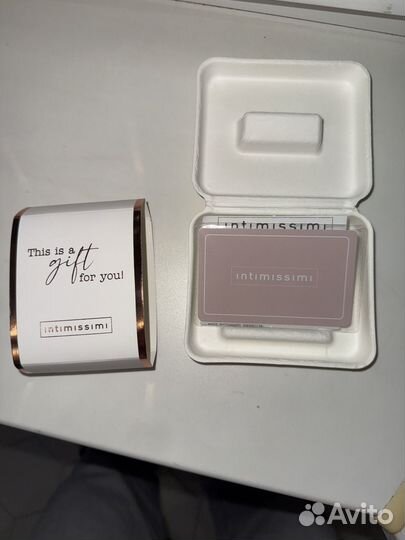 This is a
gift
for you!
intimissimi
intimissimi
intimissimi
Avito